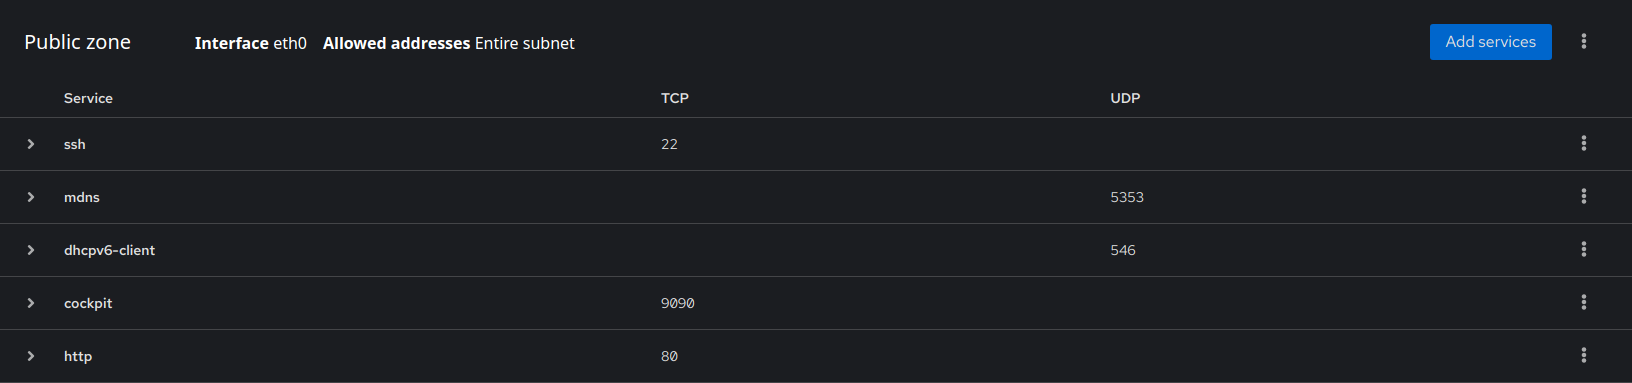 Public zone Interface eth0 Allowed addresses Entire subnet Add services
Service TCP UDP
ssh 22
mdns 5353
dhcpv6-client 546
cockpit 9090
http 80